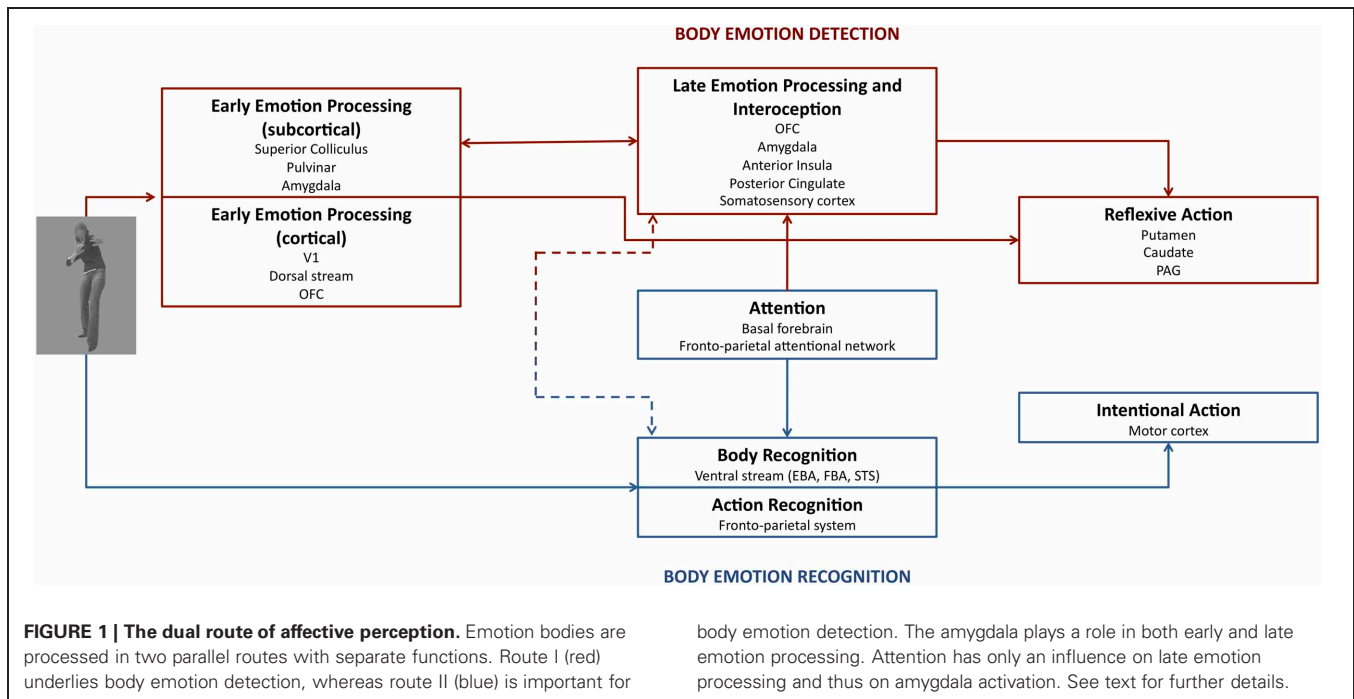 BODY EMOTION DETECTION
Early Emotion Processing
(subcortical)
Superior Colliculus
Pulvinar
Amygdala
Early Emotion Processing
(cortical)
V1
Dorsal stream
OFC
Late Emotion Processing and
Interoception
OFC
Amygdala
Anterior Insula
Posterior Cingulate
Somatosensory cortex
Reflexive Action
Putamen
Caudate
PAG
Attention
Basal forebrain
Fronto-parietal attentional network
Intentional Action
Motor cortex
Body Recognition
Ventral stream (EBA, FBA, STS)
Action Recognition
Fronto-parietal system
BODY EMOTION RECOGNITION
FIGURE 1 | The dual route of affective perception. Emotion bodies are
processed in two parallel routes with separate functions. Route I (red)
underlies body emotion detection, whereas route II (blue) is important for
body emotion detection. The amygdala plays a role in both early and late
emotion processing. Attention has only an influence on late emotion
processing and thus on amygdala activation. See text for further details.